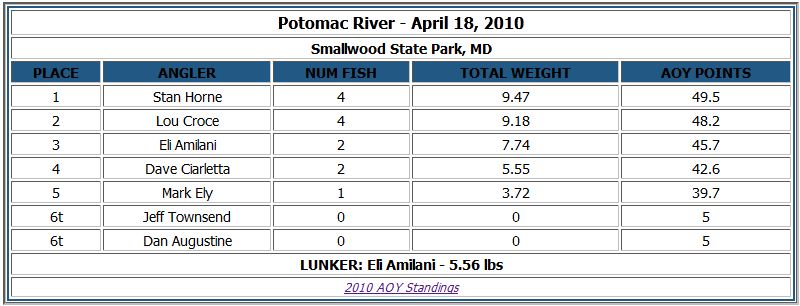 Potomac River - April 18, 2010
Smallwood State Park, MD
PLACE ANGLER NUM FISH TOTAL WEIGHT AOY POINTS
1 Stan Horne 4 9.47 49.5
2 Lou Croce 4 9.18 48.2
3 Eli Amilani 2 7.74 45.7
4 Dave Ciarletta 2 5.55 42.6
5 Mark Ely 1 3.72 39.7
6t Jeff Townsend 0 0 5
6t Dan Augustine 0 0 5
LUNKER: Eli Amilani - 5.56 lbs
2010 AOY Standings